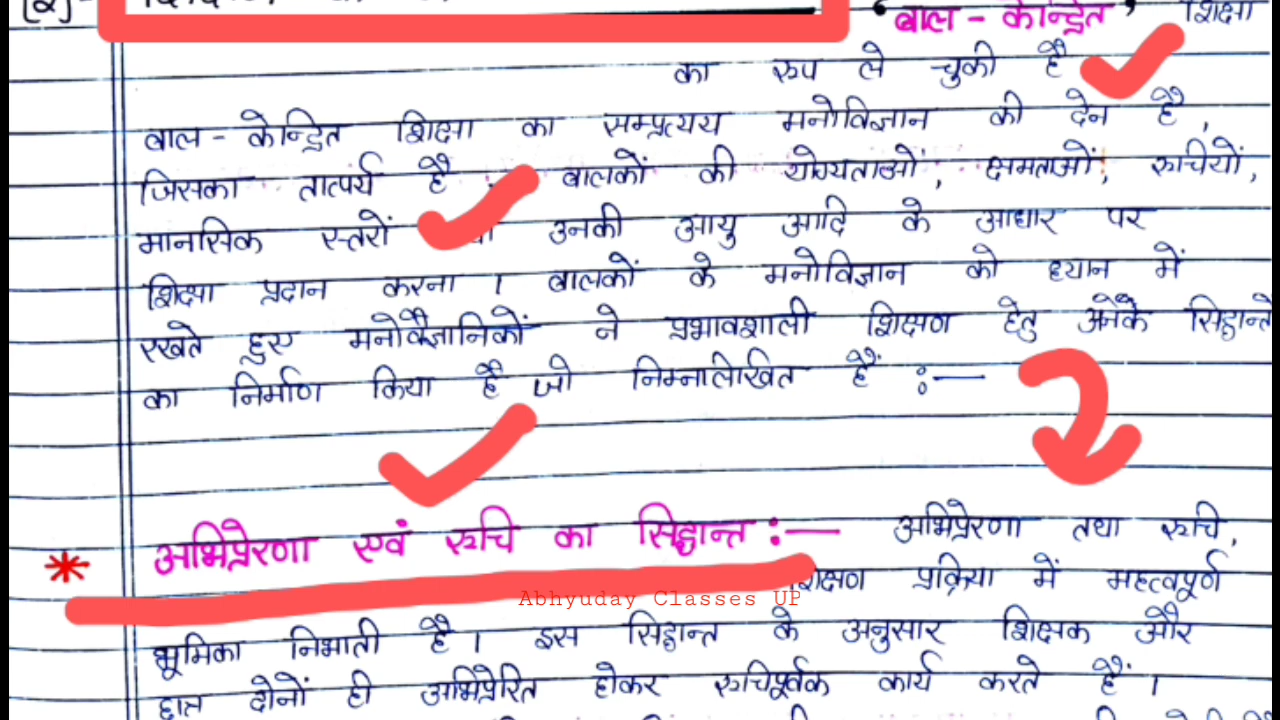 'बाल - केन्द्रित' शिक्षा
का रूप ले चुकी है
बाल - केन्द्रित शिक्षा का सम्प्रत्यय मनोविज्ञान की देन है,
जिसका तात्पर्य है बालकों की योग्यताओं, क्षमताओं, रूचियों,
मानसिक स्तरों उनकी आयु आदि के आधार पर
शिक्षा प्रदान करना । बालकों के मनोविज्ञान को ध्यान में
रखते हुए मनोवैज्ञानिकों ने प्रभावशाली शिक्षण हेतु अनेकै सिद्वान्तो
का निर्माण किया है जो निम्नालिखित हैं :—
* अभिप्रेरणा एवं रूचि का सिद्वान्त :— अभिप्रेरणा तथा रूचि,
शिक्षण प्रक्रिया में महत्वपूर्ण
Abhyuday Classes UP
भूमिका निभाती है । इस सिद्वान्त के अनुसार शिक्षक और
छात्र दोनों ही अभिप्रेरित होकर रूचिपूर्वक कार्य करते हैं ।